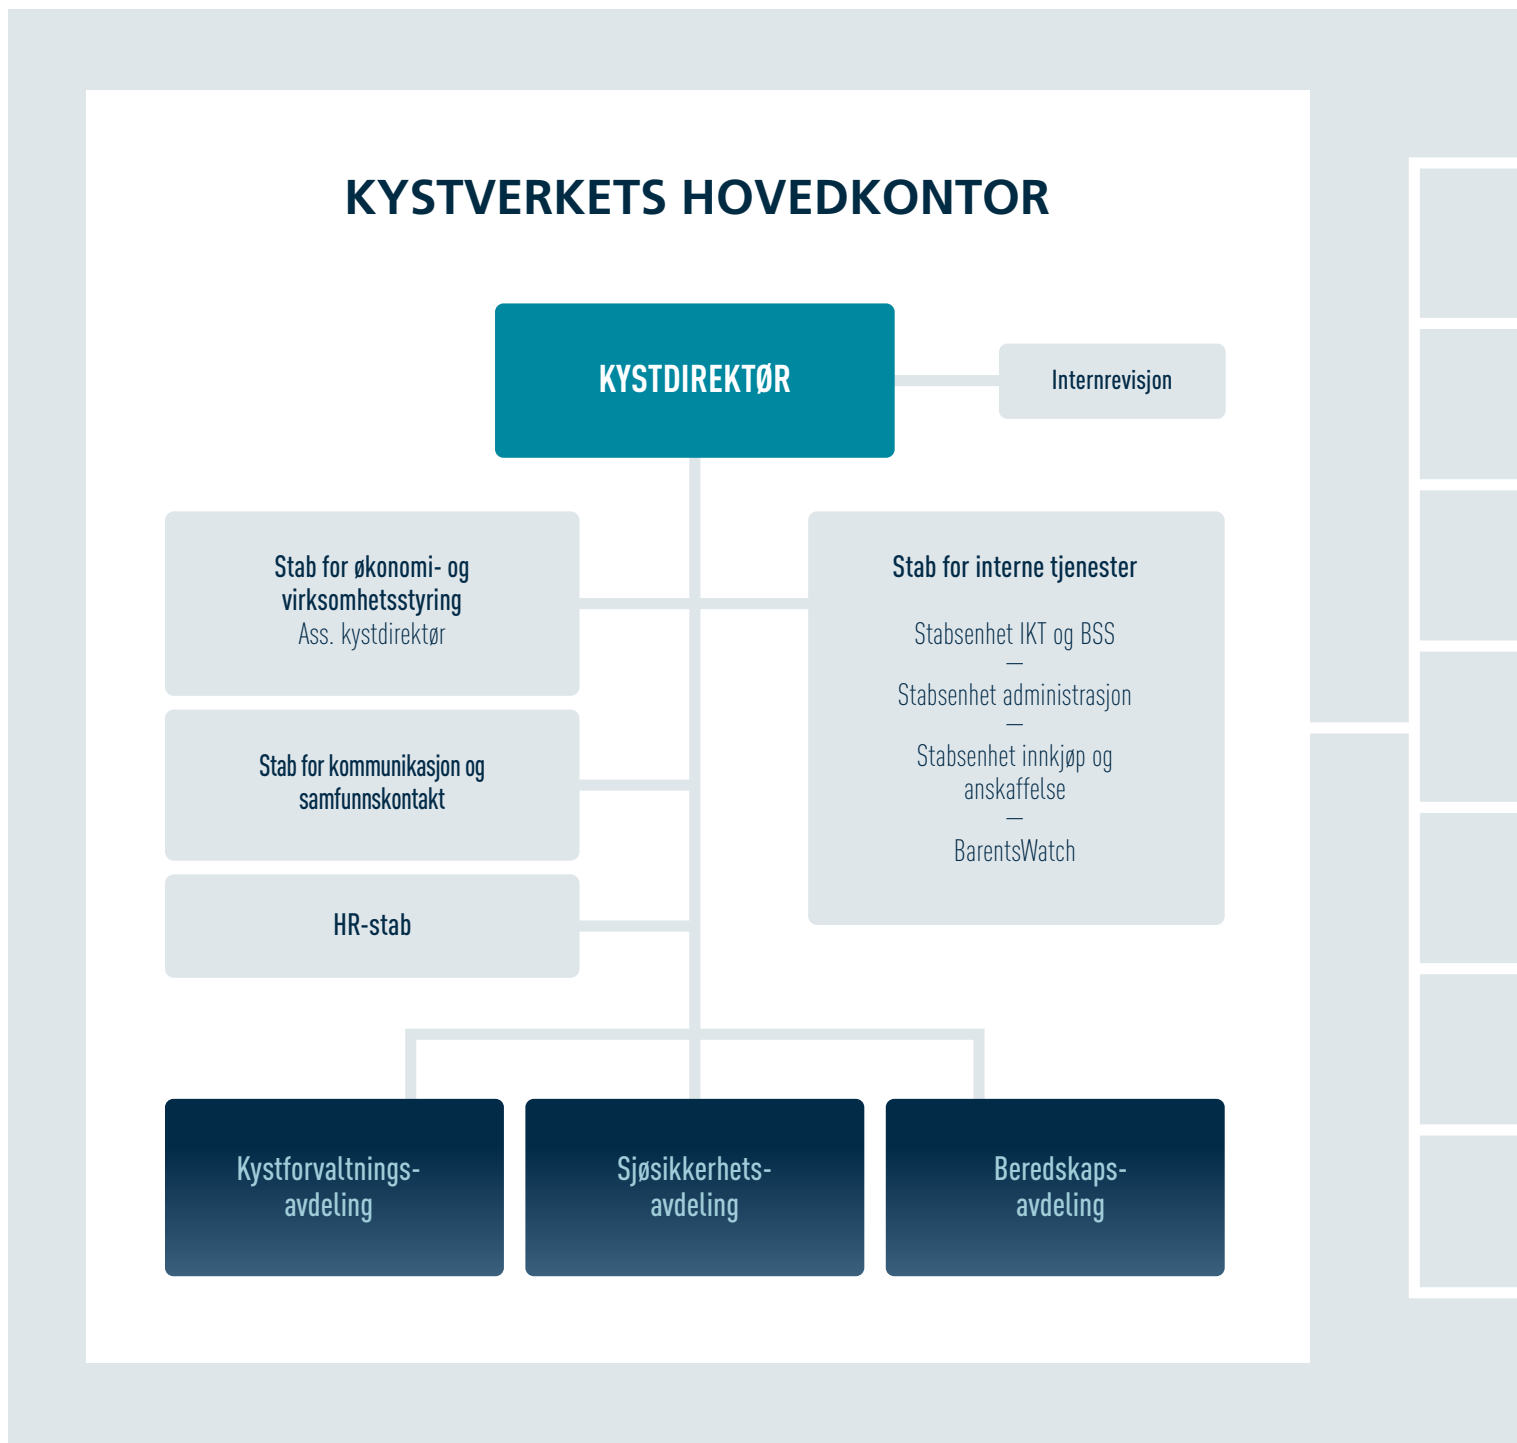 KYSTVERKETS HOVEDKONTOR
KYSTDIREKTØR
Internrevisjon
Stab for økonomi- og
virksomhetsstyring
Ass. kystdirektør
Stab for kommunikasjon og
samfunnskontakt
HR-stab
Stab for interne tjenester
Stabsenhet IKT og BSS
—
Stabsenhet administrasjon
—
Stabsenhet innkjøp og
anskaffelse
—
BarentsWatch
Kystforvaltnings-
avdeling
Sjøsikkerhets-
avdeling
Beredskaps-
avdeling